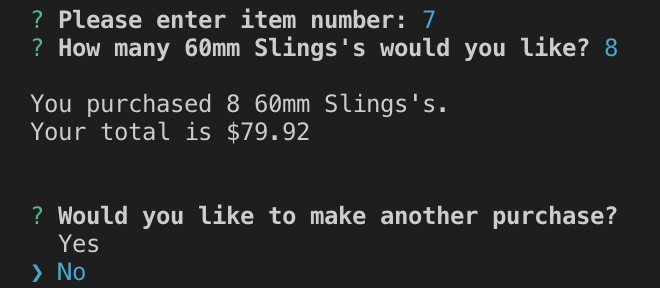 ? Please enter item number: 7
? How many 60mm Slings's would you like? 8
You purchased 8 60mm Slings's.
Your total is $79.92
? Would you like to make another purchase?
Yes
❯ No